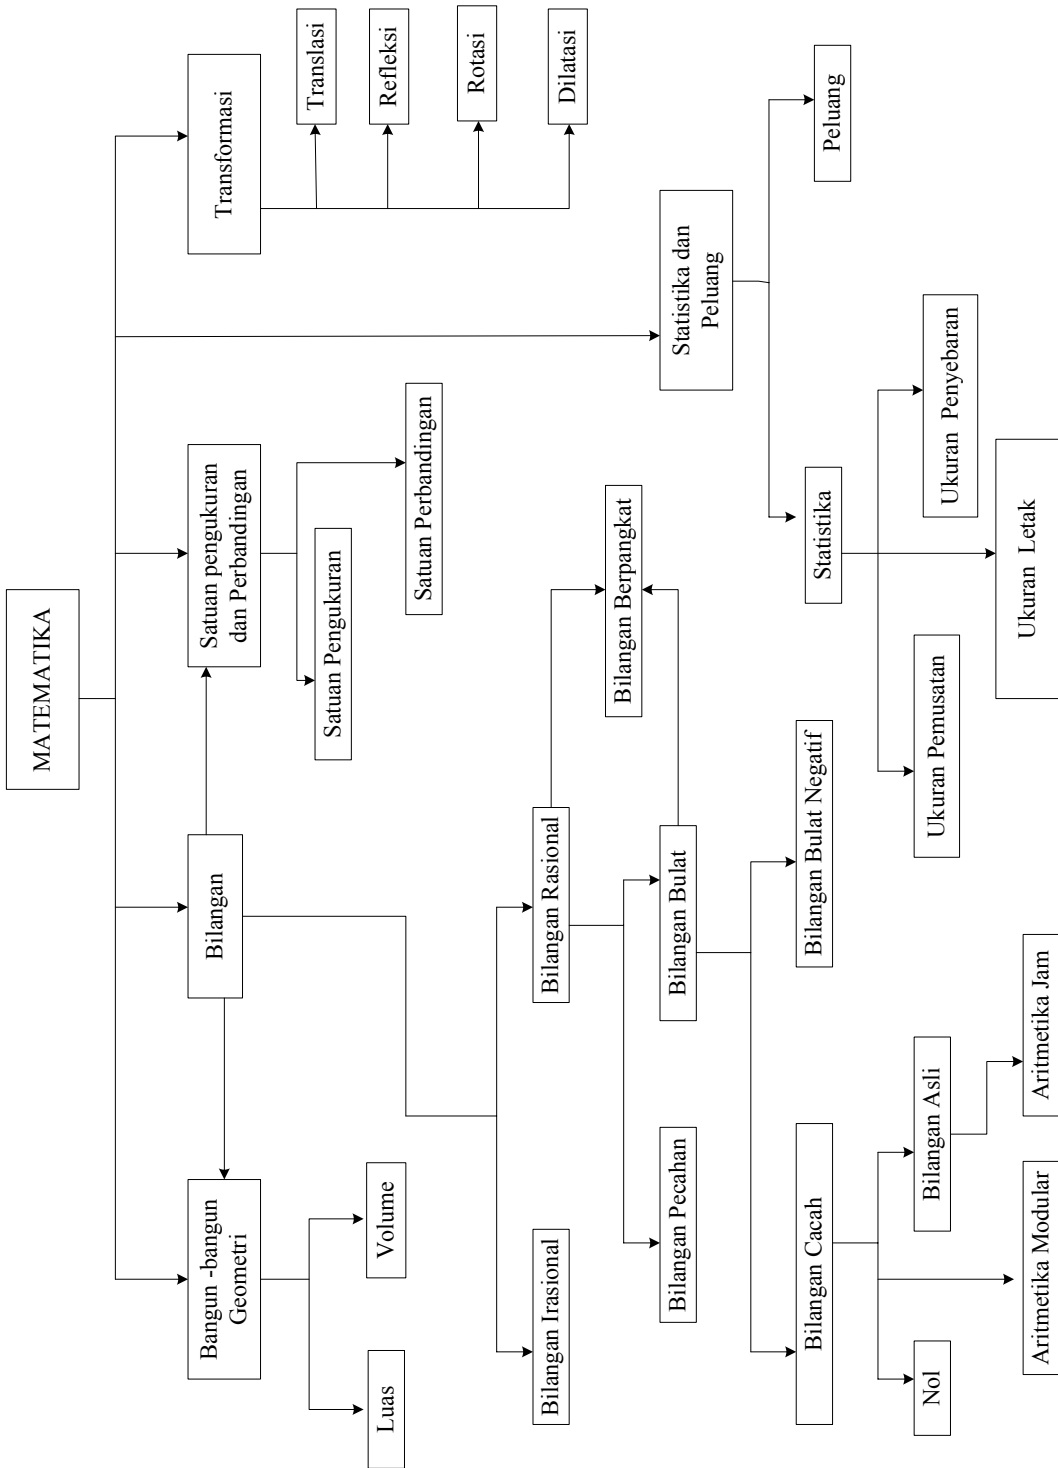 MATEMATIKA
Bangun -bangun
Geometri
Bilangan
Satuan pengukuran
dan Perbandingan
Transformasi
Luas
Volume
Satuan Pengukuran
Satuan Perbandingan
Translasi
Refleksi
Rotasi
Dilatasi
Bilangan Irasional
Bilangan Rasional
Bilangan Berpangkat
Statistika dan
Peluang
Bilangan Pecahan
Bilangan Bulat
Bilangan Cacah
Bilangan Bulat Negatif
Statistika
Peluang
Nol
Bilangan Asli
Ukuran Pemusatan
Ukuran Penyebaran
Ukuran Letak
Aritmetika Modular
Aritmetika Jam